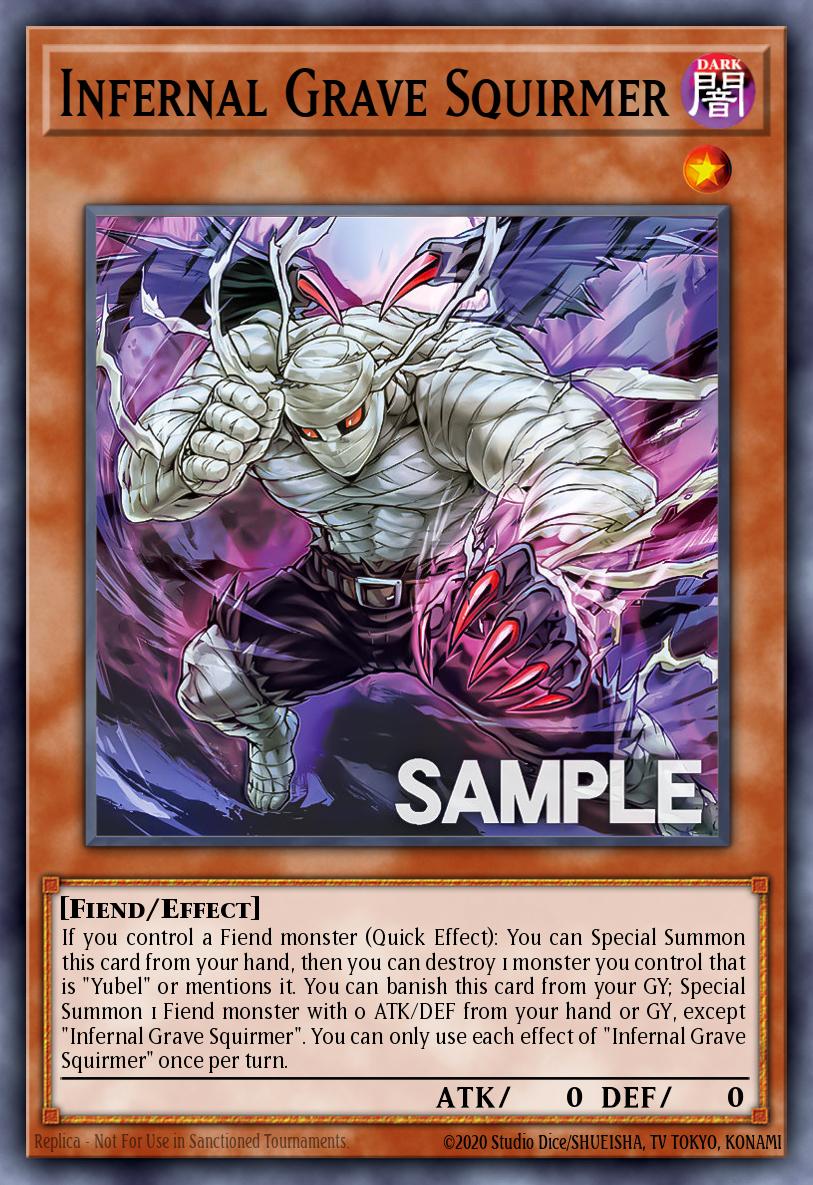 Infernal Grave Squirmer
DARK
闇
SAMPLE
[Fiend/Effect]
If you control a Fiend monster (Quick Effect): You can Special Summon
this card from your hand, then you can destroy 1 monster you control that
is "Yubel" or mentions it. You can banish this card from your GY; Special
Summon 1 Fiend monster with 0 ATK/DEF from your hand or GY, except
"Infernal Grave Squirmer". You can only use each effect of "Infernal Grave
Squirmer" once per turn.
ATK/ 0 DEF/ 0
Replica - Not For Use in Sanctioned Tournaments.
©2020 Studio Dice/SHUEISHA, TV TOKYO, KONAMI